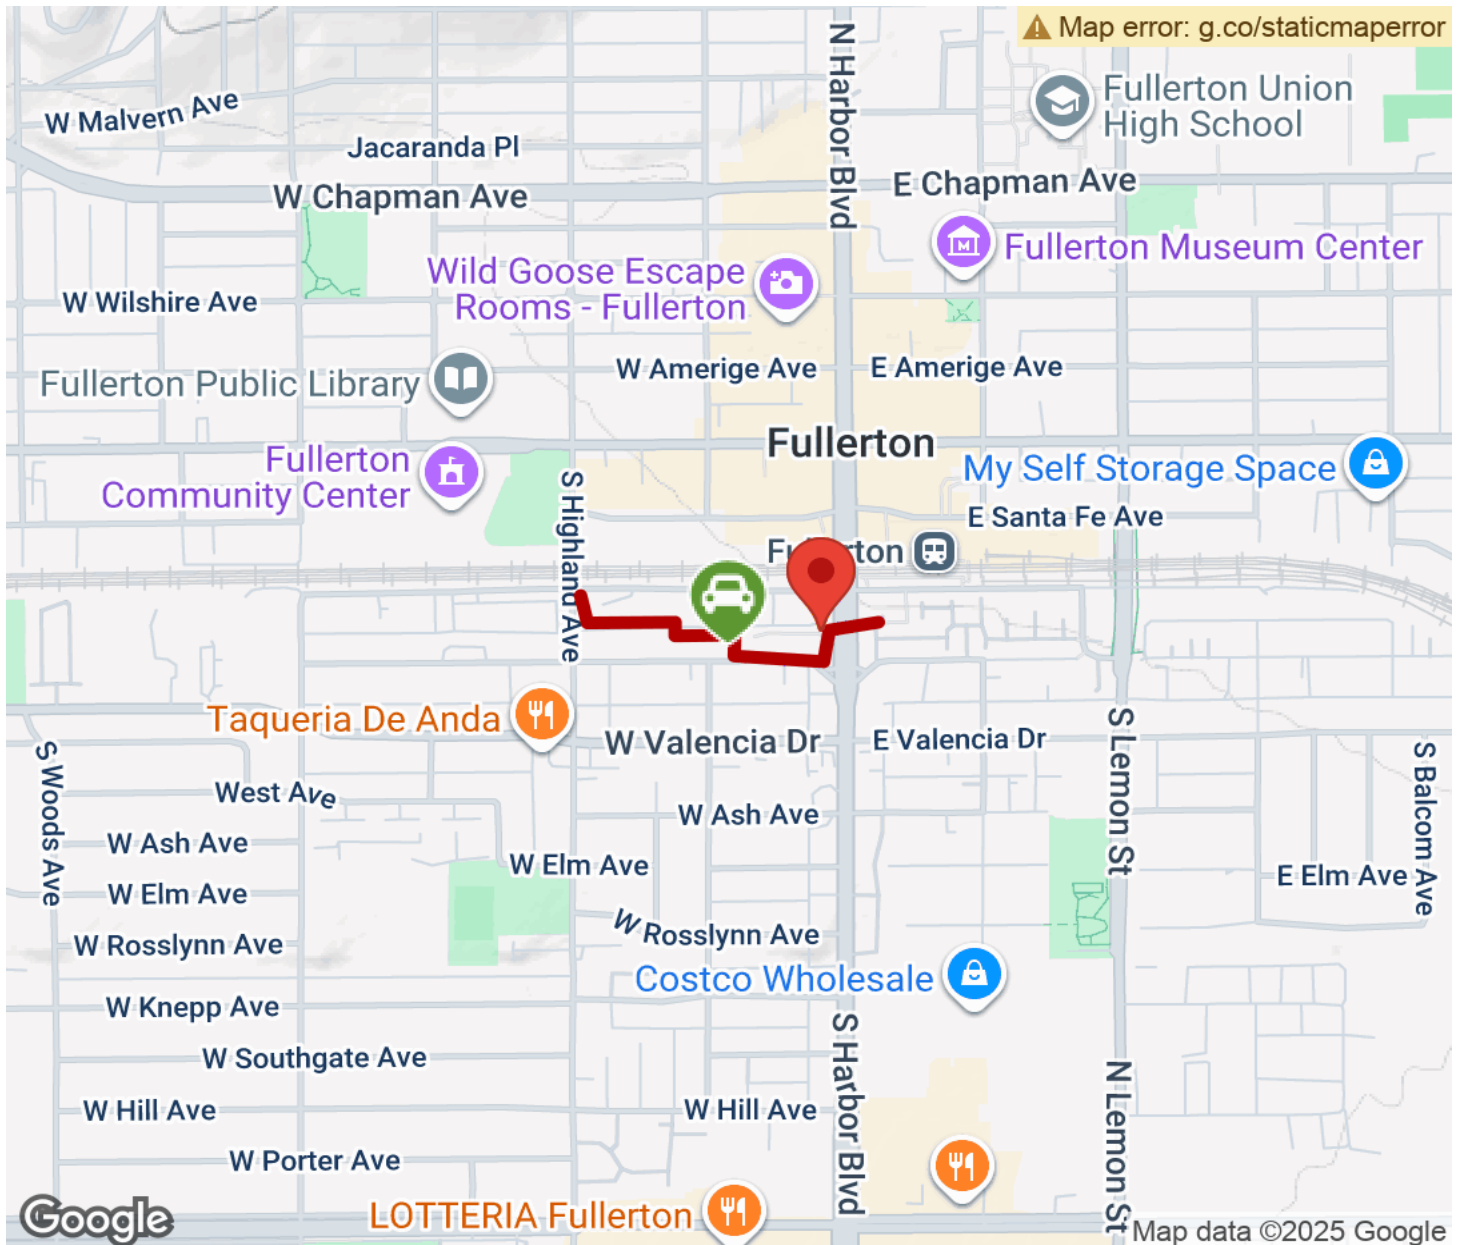 Map error: g.co/staticmaperror
N Harbor Blvd
Fullerton Union
High School
W Malvern Ave
Jacaranda Pl
W Chapman Ave
E Chapman Ave
Fullerton Museum Center
Wild Goose Escape
Rooms - Fullerton
W Wilshire Ave
W Amerige Ave
E Amerige Ave
Fullerton Public Library
Fullerton
Fullerton
Community Center
My Self Storage Space
S Highland Ave
E Santa Fe Ave
Fullerton
Taqueria De Anda
W Valencia Dr
E Valencia Dr
S Lemon St
S Woods Ave
S Balcom Ave
West Ave
W Ash Ave
W Ash Ave
W Elm Ave
E Elm Ave
W Elm Ave
W Rosslynn Ave
W Rosslynn Ave
Costco Wholesale
W Knepp Ave
S Harbor Blvd
W Southgate Ave
N Lemon St
W Hill Ave
W Hill Ave
W Porter Ave
LOTTERIA Fullerton
Google
Map data ©2025 Google